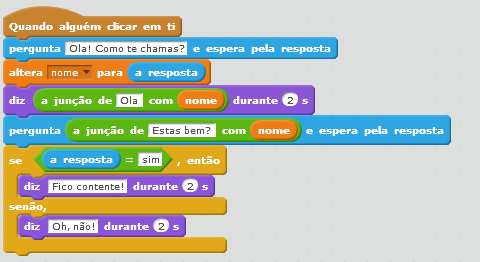 Quando alguém clicar em ti
pergunta Ola! Como te chamas? e espera pela resposta
altera nome para a resposta
diz a junção de Ola com nome durante 2 s
pergunta a junção de Estas bem? com nome e espera pela resposta
se a resposta = sim , então
diz Fico contente! durante 2 s
senão,
diz Oh, não! durante 2 s